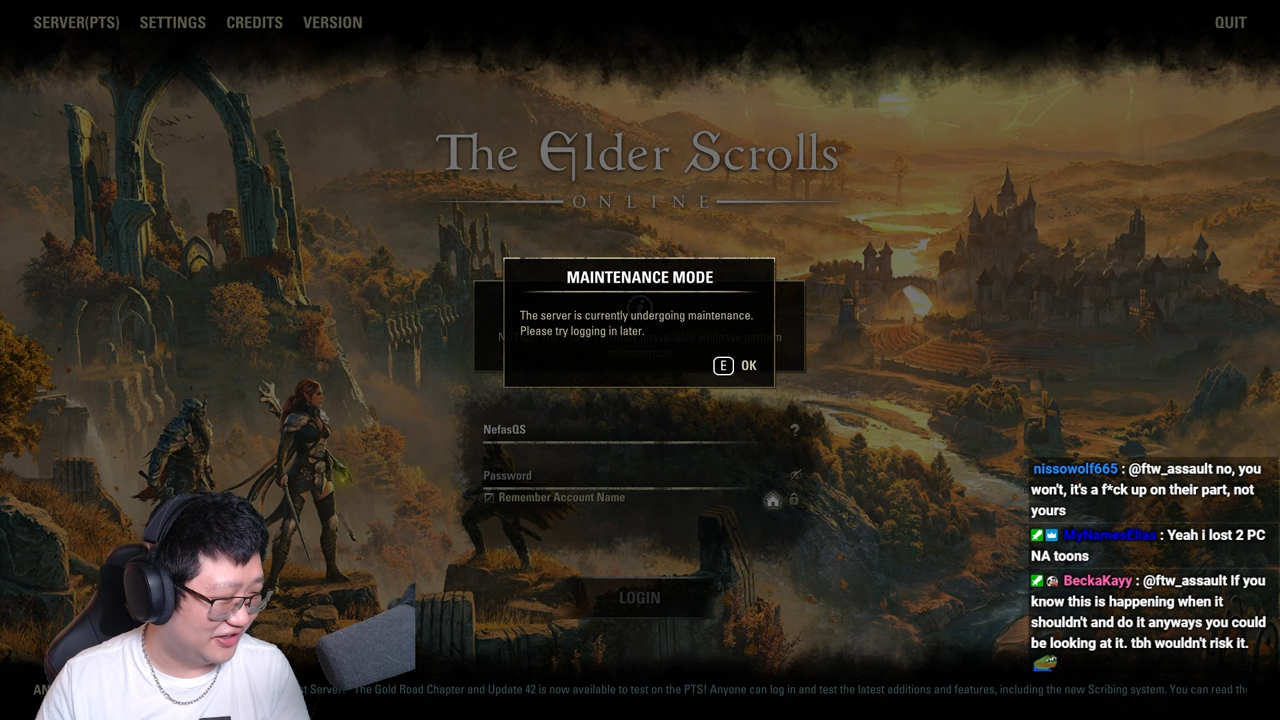 SERVER(PTS) SETTINGS CREDITS VERSION QUIT
The Elder Scrolls
ONLINE
MAINTENANCE MODE
The server is currently undergoing maintenance.
Please try logging in later.
E OK
NefasQS ?
Password
Remember Account Name
LOGIN
nissowolf665 : @ftw_assault no, you
won't, it's a f*ck up on their part, not
yours
MyNamesElias : Yeah i lost 2 PC
NA toons
BeckaKayy : @ftw_assault If you
know this is happening when it
shouldn't and do it anyways you could
be looking at it. tbh wouldn't risk it.
The Gold Road Chapter and Update 42 is now available to test on the PTS! Anyone can log in and test the latest additions and features, including the new Scribing system. You can read the